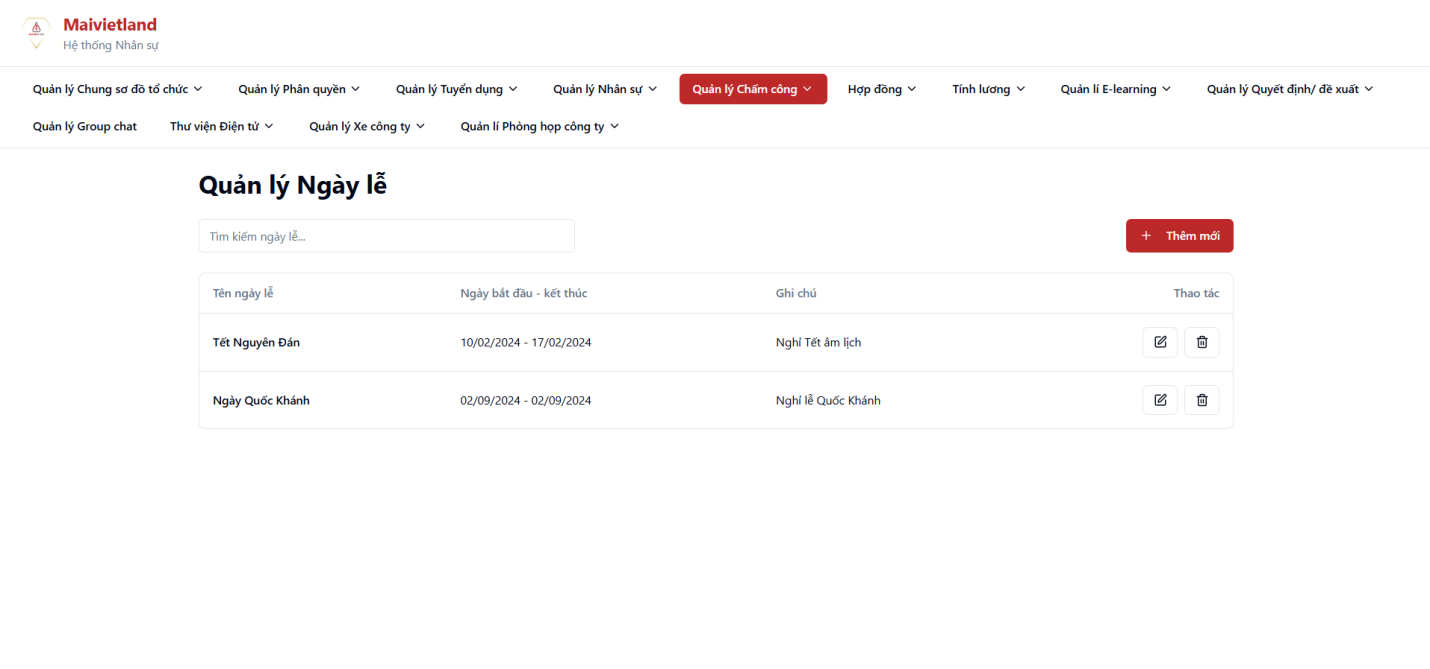 Maivietland
Hệ thống Nhân sự
Quản lý Chung sơ đồ tổ chức Quản lý Phân quyền Quản lý Tuyển dụng Quản lý Nhân sự Quản lý Chấm công Hợp đồng Tính lương Quản lí E-learning Quản lý Quyết định/ đề xuất
Quản lý Group chat Thư viện Điện tử Quản lý Xe công ty Quản lí Phòng họp công ty
Quản lý Ngày lễ
Tìm kiếm ngày lễ... + Thêm mới
Tên ngày lễ Ngày bắt đầu - kết thúc Ghi chú Thao tác
Tết Nguyên Đán 10/02/2024 - 17/02/2024 Nghỉ Tết âm lịch
Ngày Quốc Khánh 02/09/2024 - 02/09/2024 Nghỉ lễ Quốc Khánh